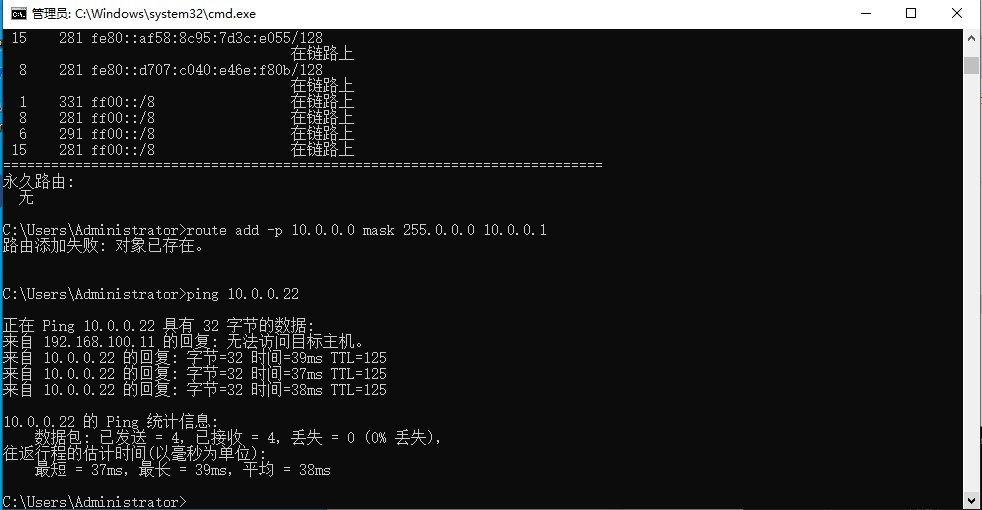 管理员: C:\Windows\system32\cmd.exe
15 281 fe80::af58:8c95:7d3c:e055/128
在链路上
8 281 fe80::d707:c040:e46e:f80b/128
在链路上
1 331 ff00::/8 在链路上
8 281 ff00::/8 在链路上
6 291 ff00::/8 在链路上
15 281 ff00::/8 在链路上
===========================================================================
永久路由:
无
C:\Users\Administrator>route add -p 10.0.0.0 mask 255.0.0.0 10.0.0.1
路由添加失败: 对象已存在。
C:\Users\Administrator>ping 10.0.0.22
正在 Ping 10.0.0.22 具有 32 字节的数据:
来自 192.168.100.11 的回复: 无法访问目标主机。
来自 10.0.0.22 的回复: 字节=32 时间=39ms TTL=125
来自 10.0.0.22 的回复: 字节=32 时间=37ms TTL=125
来自 10.0.0.22 的回复: 字节=32 时间=38ms TTL=125
10.0.0.22 的 Ping 统计信息:
数据包: 已发送 = 4，已接收 = 4，丢失 = 0 (0% 丢失)，
往返行程的估计时间(以毫秒为单位):
最短 = 37ms，最长 = 39ms，平均 = 38ms
C:\Users\Administrator>